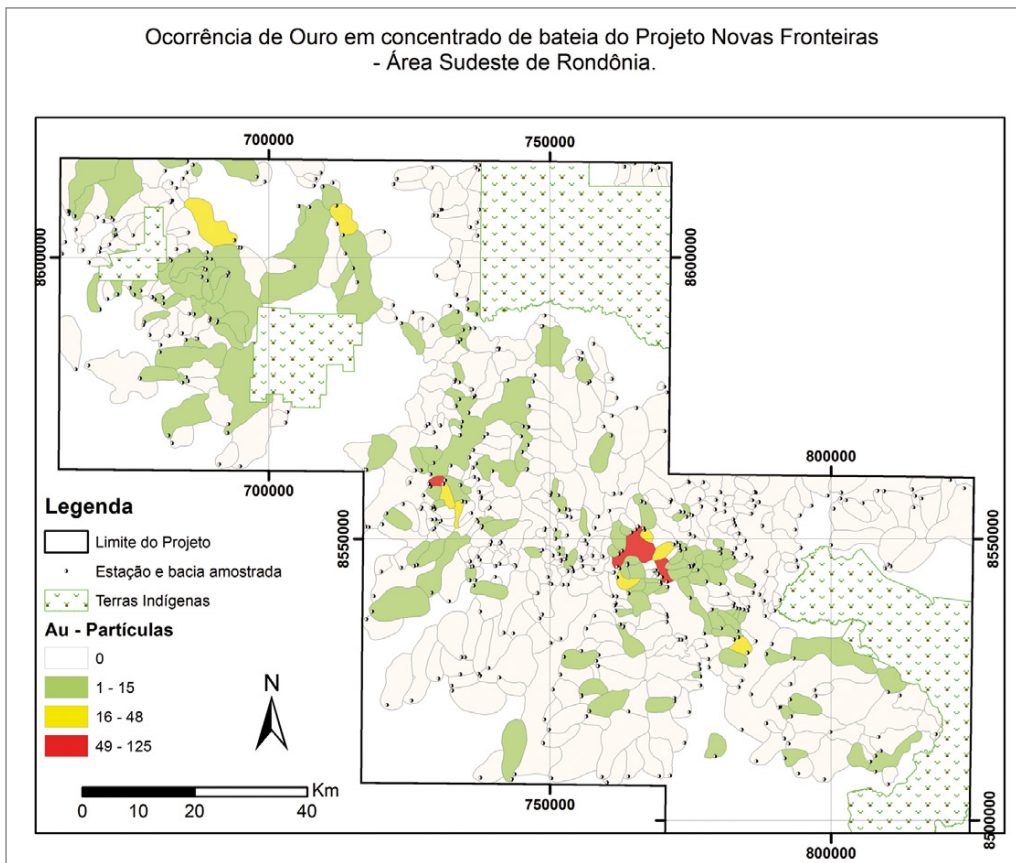 Ocorrência de Ouro em concentrado de bateia do Projeto Novas Fronteiras
- Área Sudeste de Rondônia.
700000
750000
8600000
8600000
700000
800000
8550000
8550000
Legenda
Limite do Projeto
Estação e bacia amostrada
Terras Indígenas
Au - Partículas
0
1 - 15
16 - 48
49 - 125
N
Km
0
20
40
750000
800000
8500000